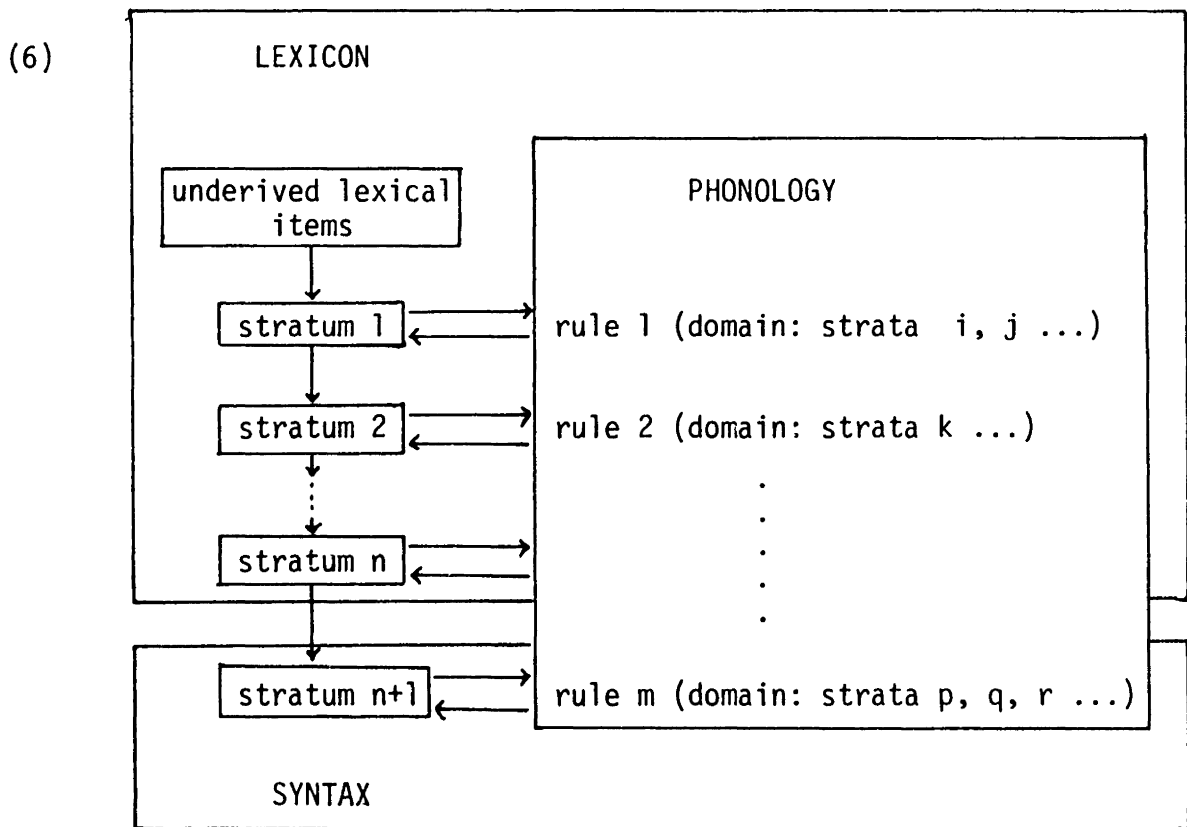 (6)
LEXICON
underived lexical
items
PHONOLOGY
stratum 1
rule 1 (domain: strata i, j ...)
stratum 2
rule 2 (domain: strata k ...)
.
.
.
.
.
stratum n
stratum n+1
rule m (domain: strata p, q, r ...)
SYNTAX